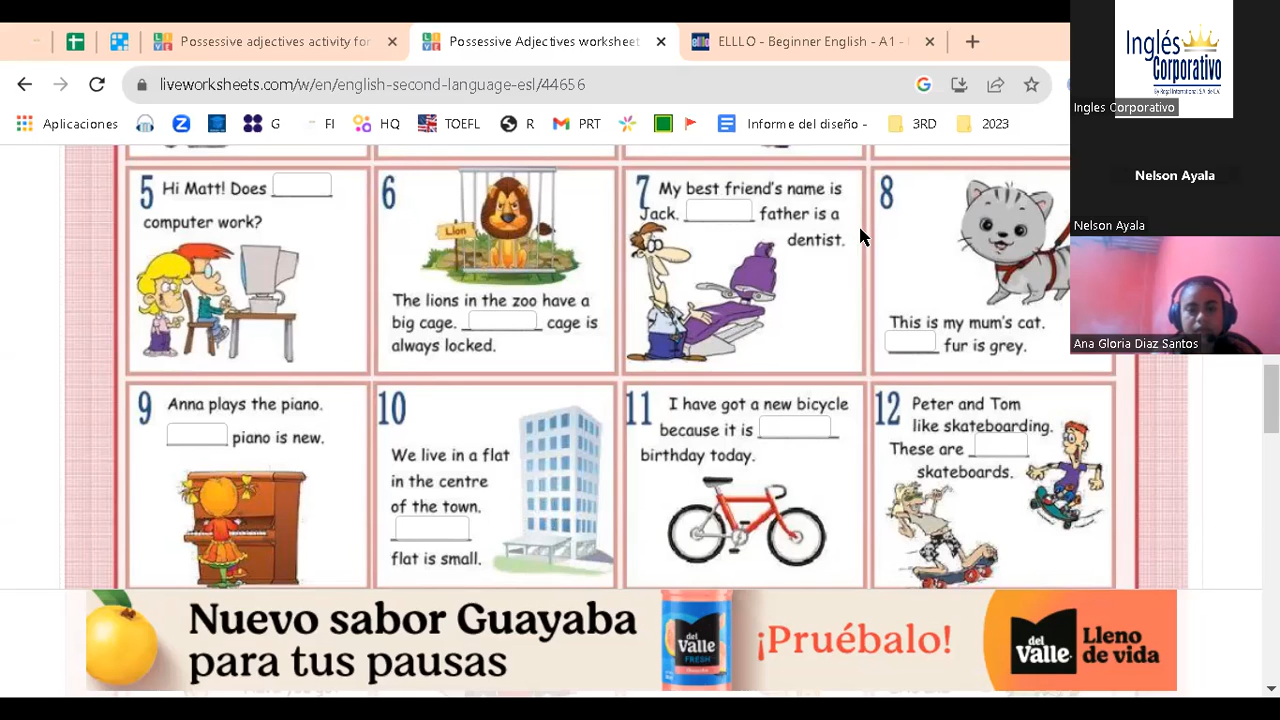 Possessive adjectives activity for
Possessive Adjectives worksheet
ELLLO - Beginner English - A1 -
liveworksheets.com/w/en/english-second-language-esl/44656
Aplicaciones
G
FI
HQ
TOEFL
R
PRT
Informe del diseño -
3RD
2023
Inglés
Corporativo
Ingles Corporativo
Nelson Ayala
Nelson Ayala
Ana Gloria Diaz Santos
5 Hi Matt! Does
computer work?
6
Lion
The lions in the zoo have a
big cage. cage is
always locked.
7 My best friend's name is
Jack. father is a
dentist.
8
This is my mum's cat.
fur is grey.
9 Anna plays the piano.
piano is new.
10
We live in a flat
in the centre
of the town.
flat is small.
11 I have got a new bicycle
because it is
birthday today.
12 Peter and Tom
like skateboarding.
These are
skateboards.
Nuevo sabor Guayaba
para tus pausas
del
Valle
FRESH
¡Pruébalo!
del
Valle
Lleno
de vida